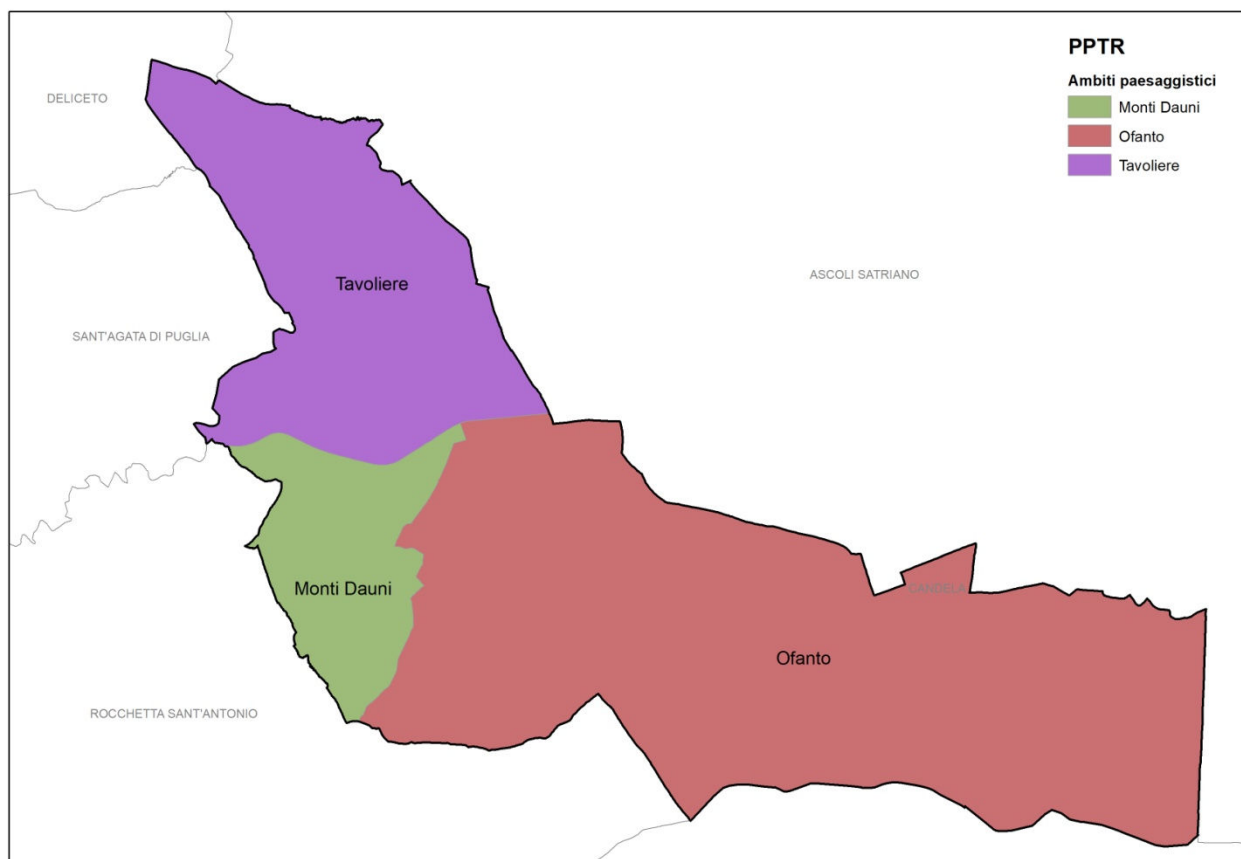 PPTR
Ambiti paesaggistici
Monti Dauni
Ofanto
Tavoliere
DELICETO
ASCOLI SATRIANO
Tavoliere
SANT'AGATA DI PUGLIA
CANDELA
Monti Dauni
Ofanto
ROCCHETTA SANT'ANTONIO